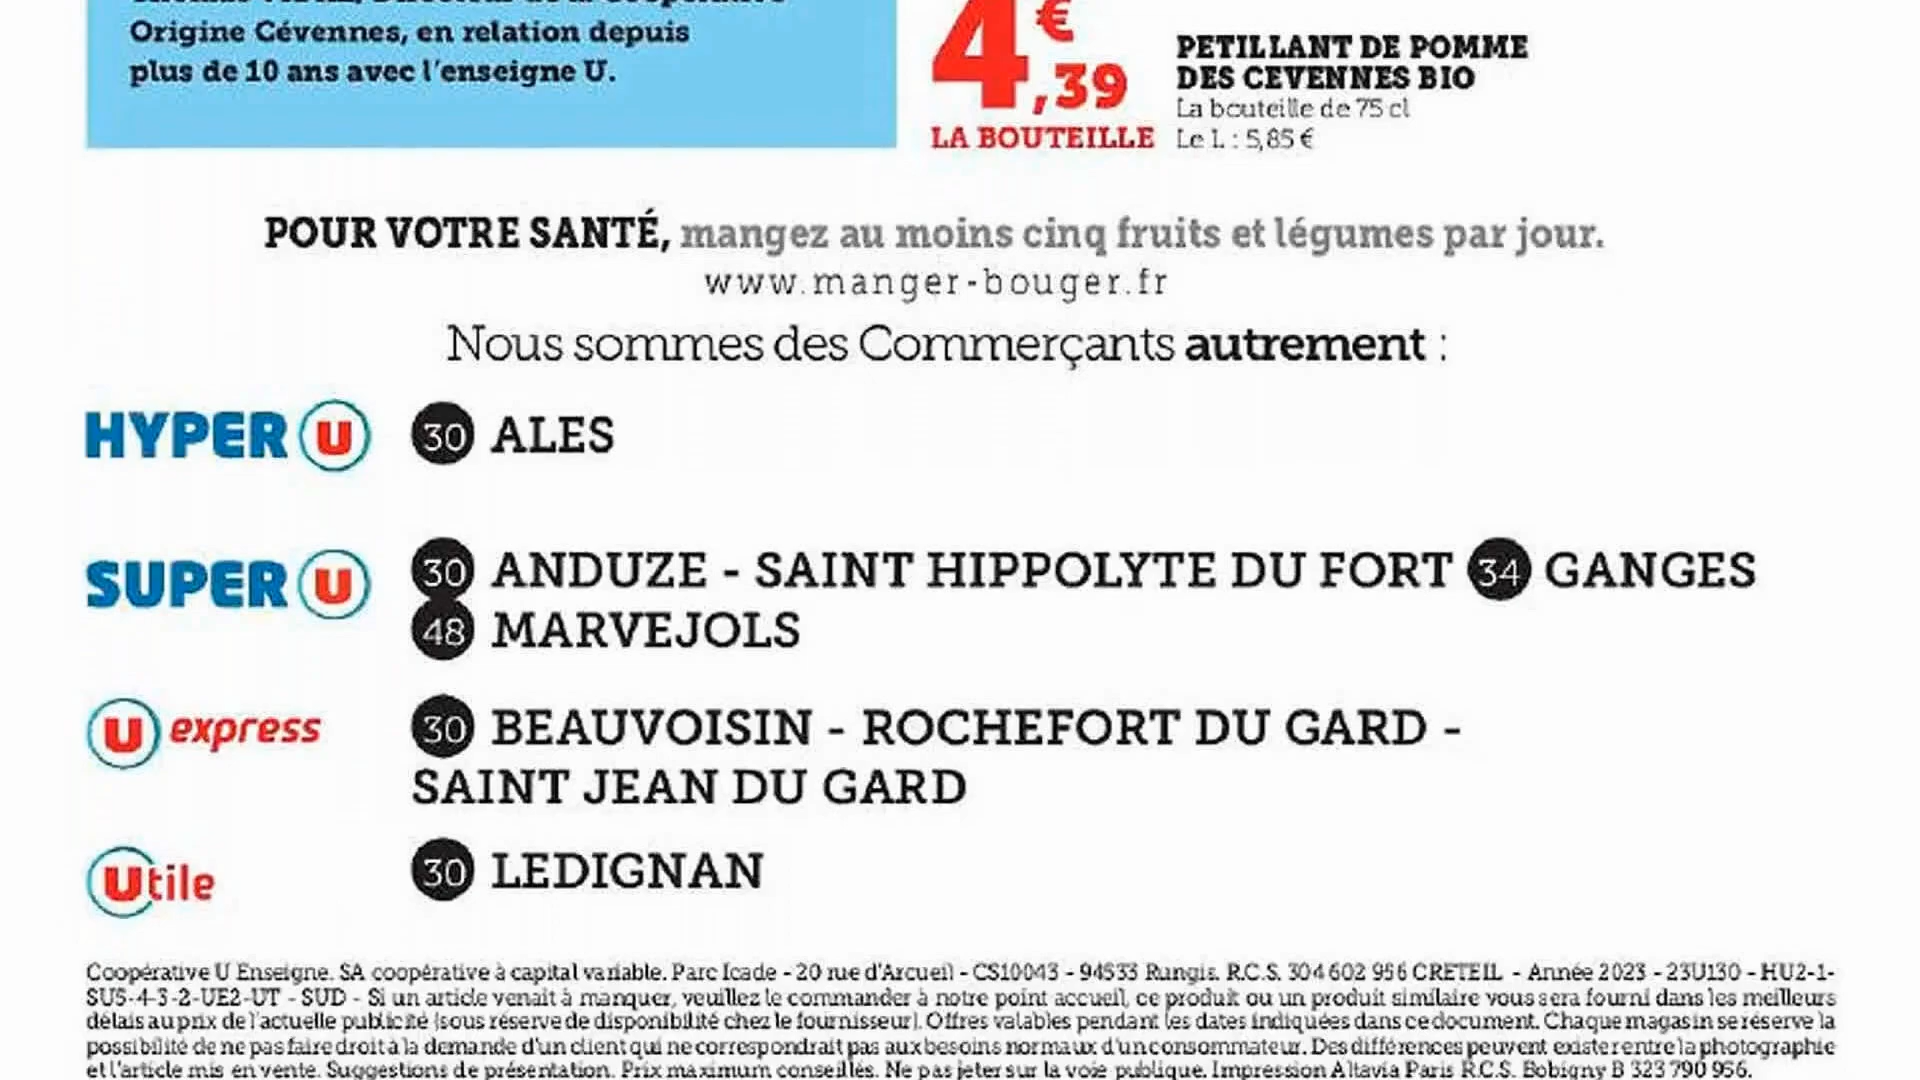 Origine Cévennes, en relation depuis
plus de 10 ans avec l'enseigne U.
4€,39
LA BOUTEILLE
PETILLANT DE POMME
DES CEVENNES BIO
La bouteille de 75 cl
Le L : 5,85 €
POUR VOTRE SANTÉ, mangez au moins cinq fruits et légumes par jour.
www.manger-bouger.fr
Nous sommes des Commerçants autrement :
HYPER U 30 ALES
SUPER U 30 ANDUZE - SAINT HIPPOLYTE DU FORT 34 GANGES
48 MARVEJOLS
U express 30 BEAUVOISIN - ROCHEFORT DU GARD -
SAINT JEAN DU GARD
Utile 30 LEDIGNAN
Coopérative U Enseigne. SA coopérative à capital variable. Parc Icade - 20 rue d'Arcueil - CS10043 - 94533 Rungis. R.C.S. 304 602 956 CRETEIL - Année 2023 - 23U130 - HU2-1-
SU5-4-3-2-UE2-UT - SUD - Si un article venait à manquer, veuillez le commander à notre point accueil, ce produit ou un produit similaire vous sera fourni dans les meilleurs
délais au prix de l'actuelle publicité (sous réserve de disponibilité chez le fournisseur). Offres valables pendant les dates indiquées dans ce document. Chaque magasin se réserve la
possibilité de ne pas faire droit à la demande d'un client qui ne correspondrait pas aux besoins normaux d'un consommateur. Des différences peuvent exister entre la photographie
et l'article mis en vente. Suggestions de présentation. Prix maximum conseillés. Ne pas jeter sur la voie publique. Impression Altavia Paris R.C.S. Bobigny B 323 790 956.